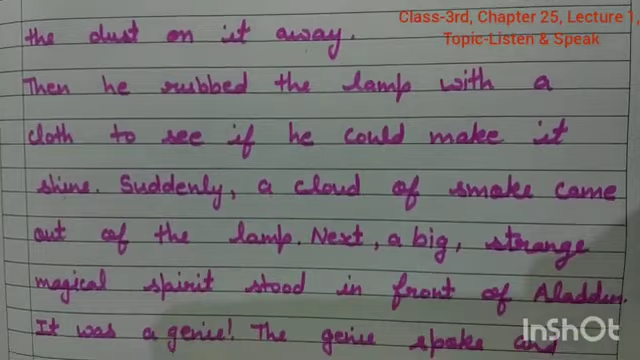 Class-3rd, Chapter 25, Lecture 1,
Topic-Listen & Speak
the dust on it away.
Then he rubbed the lamp with a
cloth to see if he could make it
shine. Suddenly, a cloud of smoke came
out of the lamp. Next, a big, strange
magical spirit stood in front of Aladdin.
It was a genie! The genie spoke and
InShOt